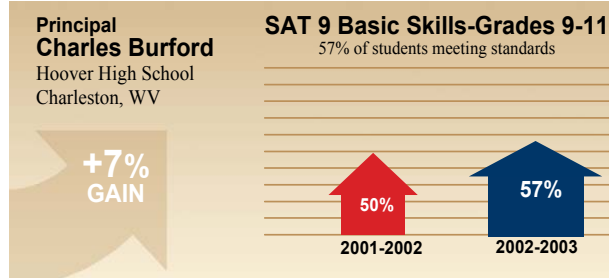 Principal
Charles Burford
Hoover High School
Charleston, WV
+7%
GAIN
SAT 9 Basic Skills-Grades 9-11
57% of students meeting standards
50%
57%
2001-2002
2002-2003